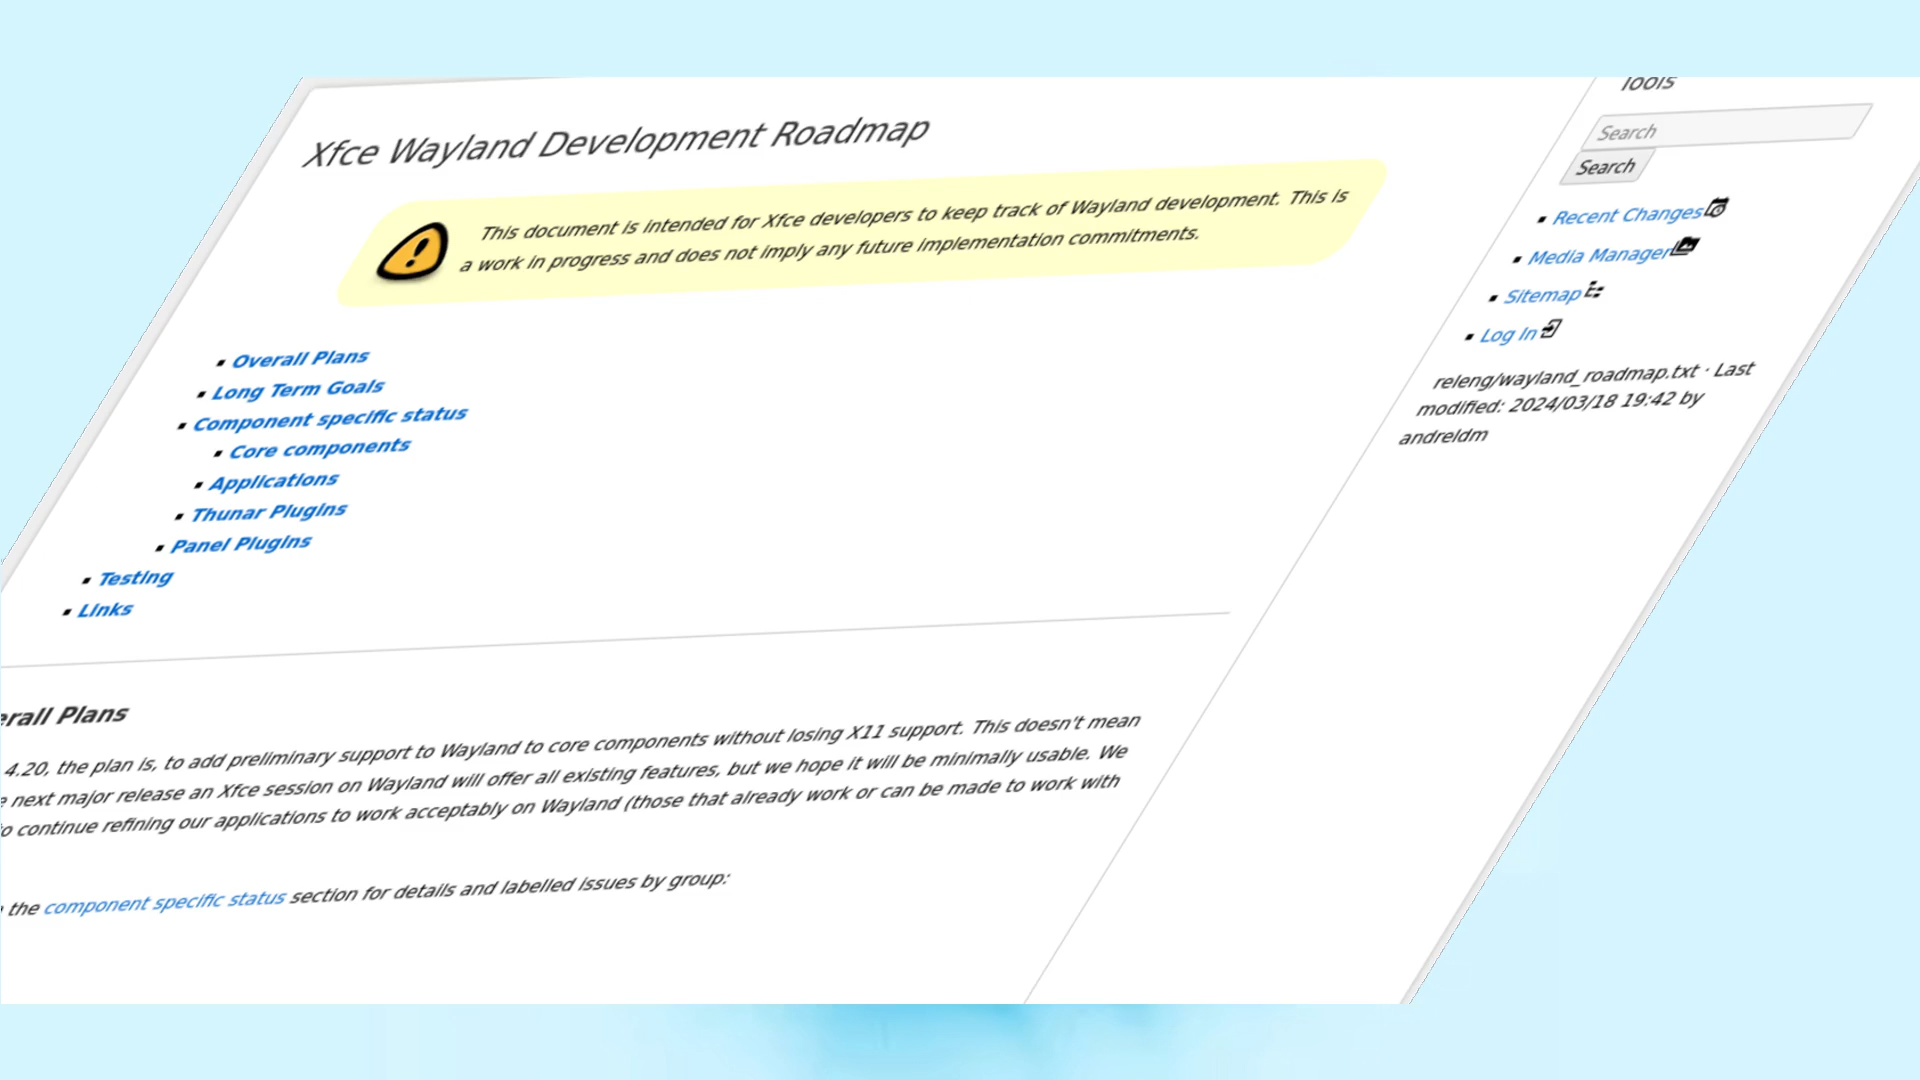 Xfce Wayland Development Roadmap
This document is intended for Xfce developers to keep track of Wayland development. This is
a work in progress and does not imply any future implementation commitments.
Overall Plans
Long Term Goals
Component specific status
Core components
Applications
Thunar Plugins
Panel Plugins
Testing
Links
erall Plans
4.20, the plan is, to add preliminary support to Wayland to core components without losing X11 support. This doesn't mean
next major release an Xfce session on Wayland will offer all existing features, but we hope it will be minimally usable. We
o continue refining our applications to work acceptably on Wayland (those that already work or can be made to work with
the component specific status section for details and labelled issues by group:
Tools
Search
Search
Recent Changes
Media Manager
Sitemap
Log In
releng/wayland_roadmap.txt · Last
modified: 2024/03/18 19:42 by
andreldm